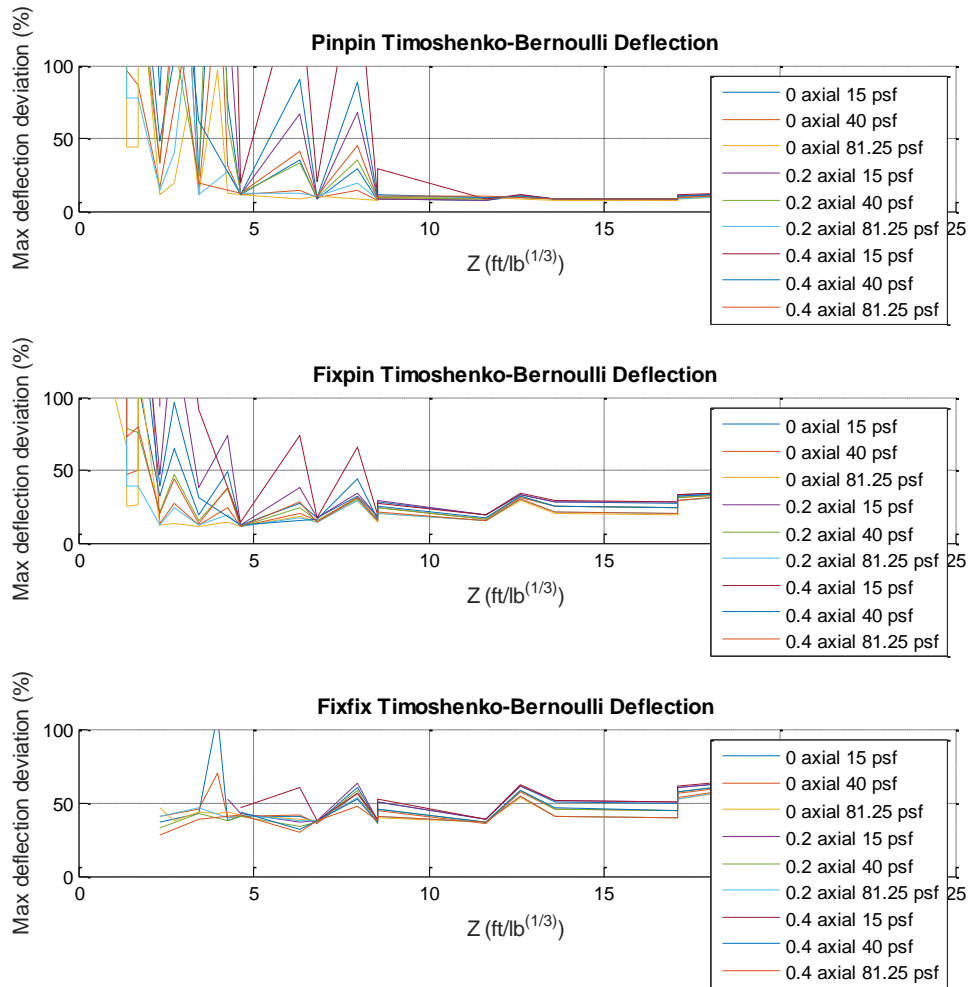 Pinpin Timoshenko-Bernoulli Deflection
Max deflection deviation (%)
100
50
0
0
5
10
15
25
Z (ft/lb^(1/3))
0 axial 15 psf
0 axial 40 psf
0 axial 81.25 psf
0.2 axial 15 psf
0.2 axial 40 psf
0.2 axial 81.25 psf
0.4 axial 15 psf
0.4 axial 40 psf
0.4 axial 81.25 psf
Fixpin Timoshenko-Bernoulli Deflection
Max deflection deviation (%)
100
50
0
0
5
10
15
25
Z (ft/lb^(1/3))
0 axial 15 psf
0 axial 40 psf
0 axial 81.25 psf
0.2 axial 15 psf
0.2 axial 40 psf
0.2 axial 81.25 psf
0.4 axial 15 psf
0.4 axial 40 psf
0.4 axial 81.25 psf
Fixfix Timoshenko-Bernoulli Deflection
Max deflection deviation (%)
100
50
0
0
5
10
15
25
Z (ft/lb^(1/3))
0 axial 15 psf
0 axial 40 psf
0 axial 81.25 psf
0.2 axial 15 psf
0.2 axial 40 psf
0.2 axial 81.25 psf
0.4 axial 15 psf
0.4 axial 40 psf
0.4 axial 81.25 psf